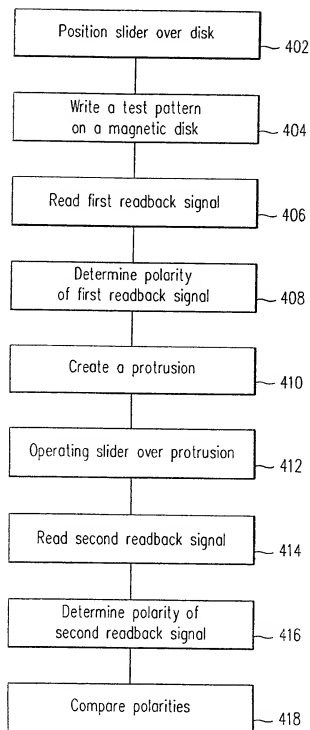 Position slider over disk
402
Write a test pattern
on a magnetic disk
404
Read first readback signal
406
Determine polarity
of first readback signal
408
Create a protrusion
410
Operating slider over protrusion
412
Read second readback signal
414
Determine polarity of
second readback signal
416
Compare polarities
418